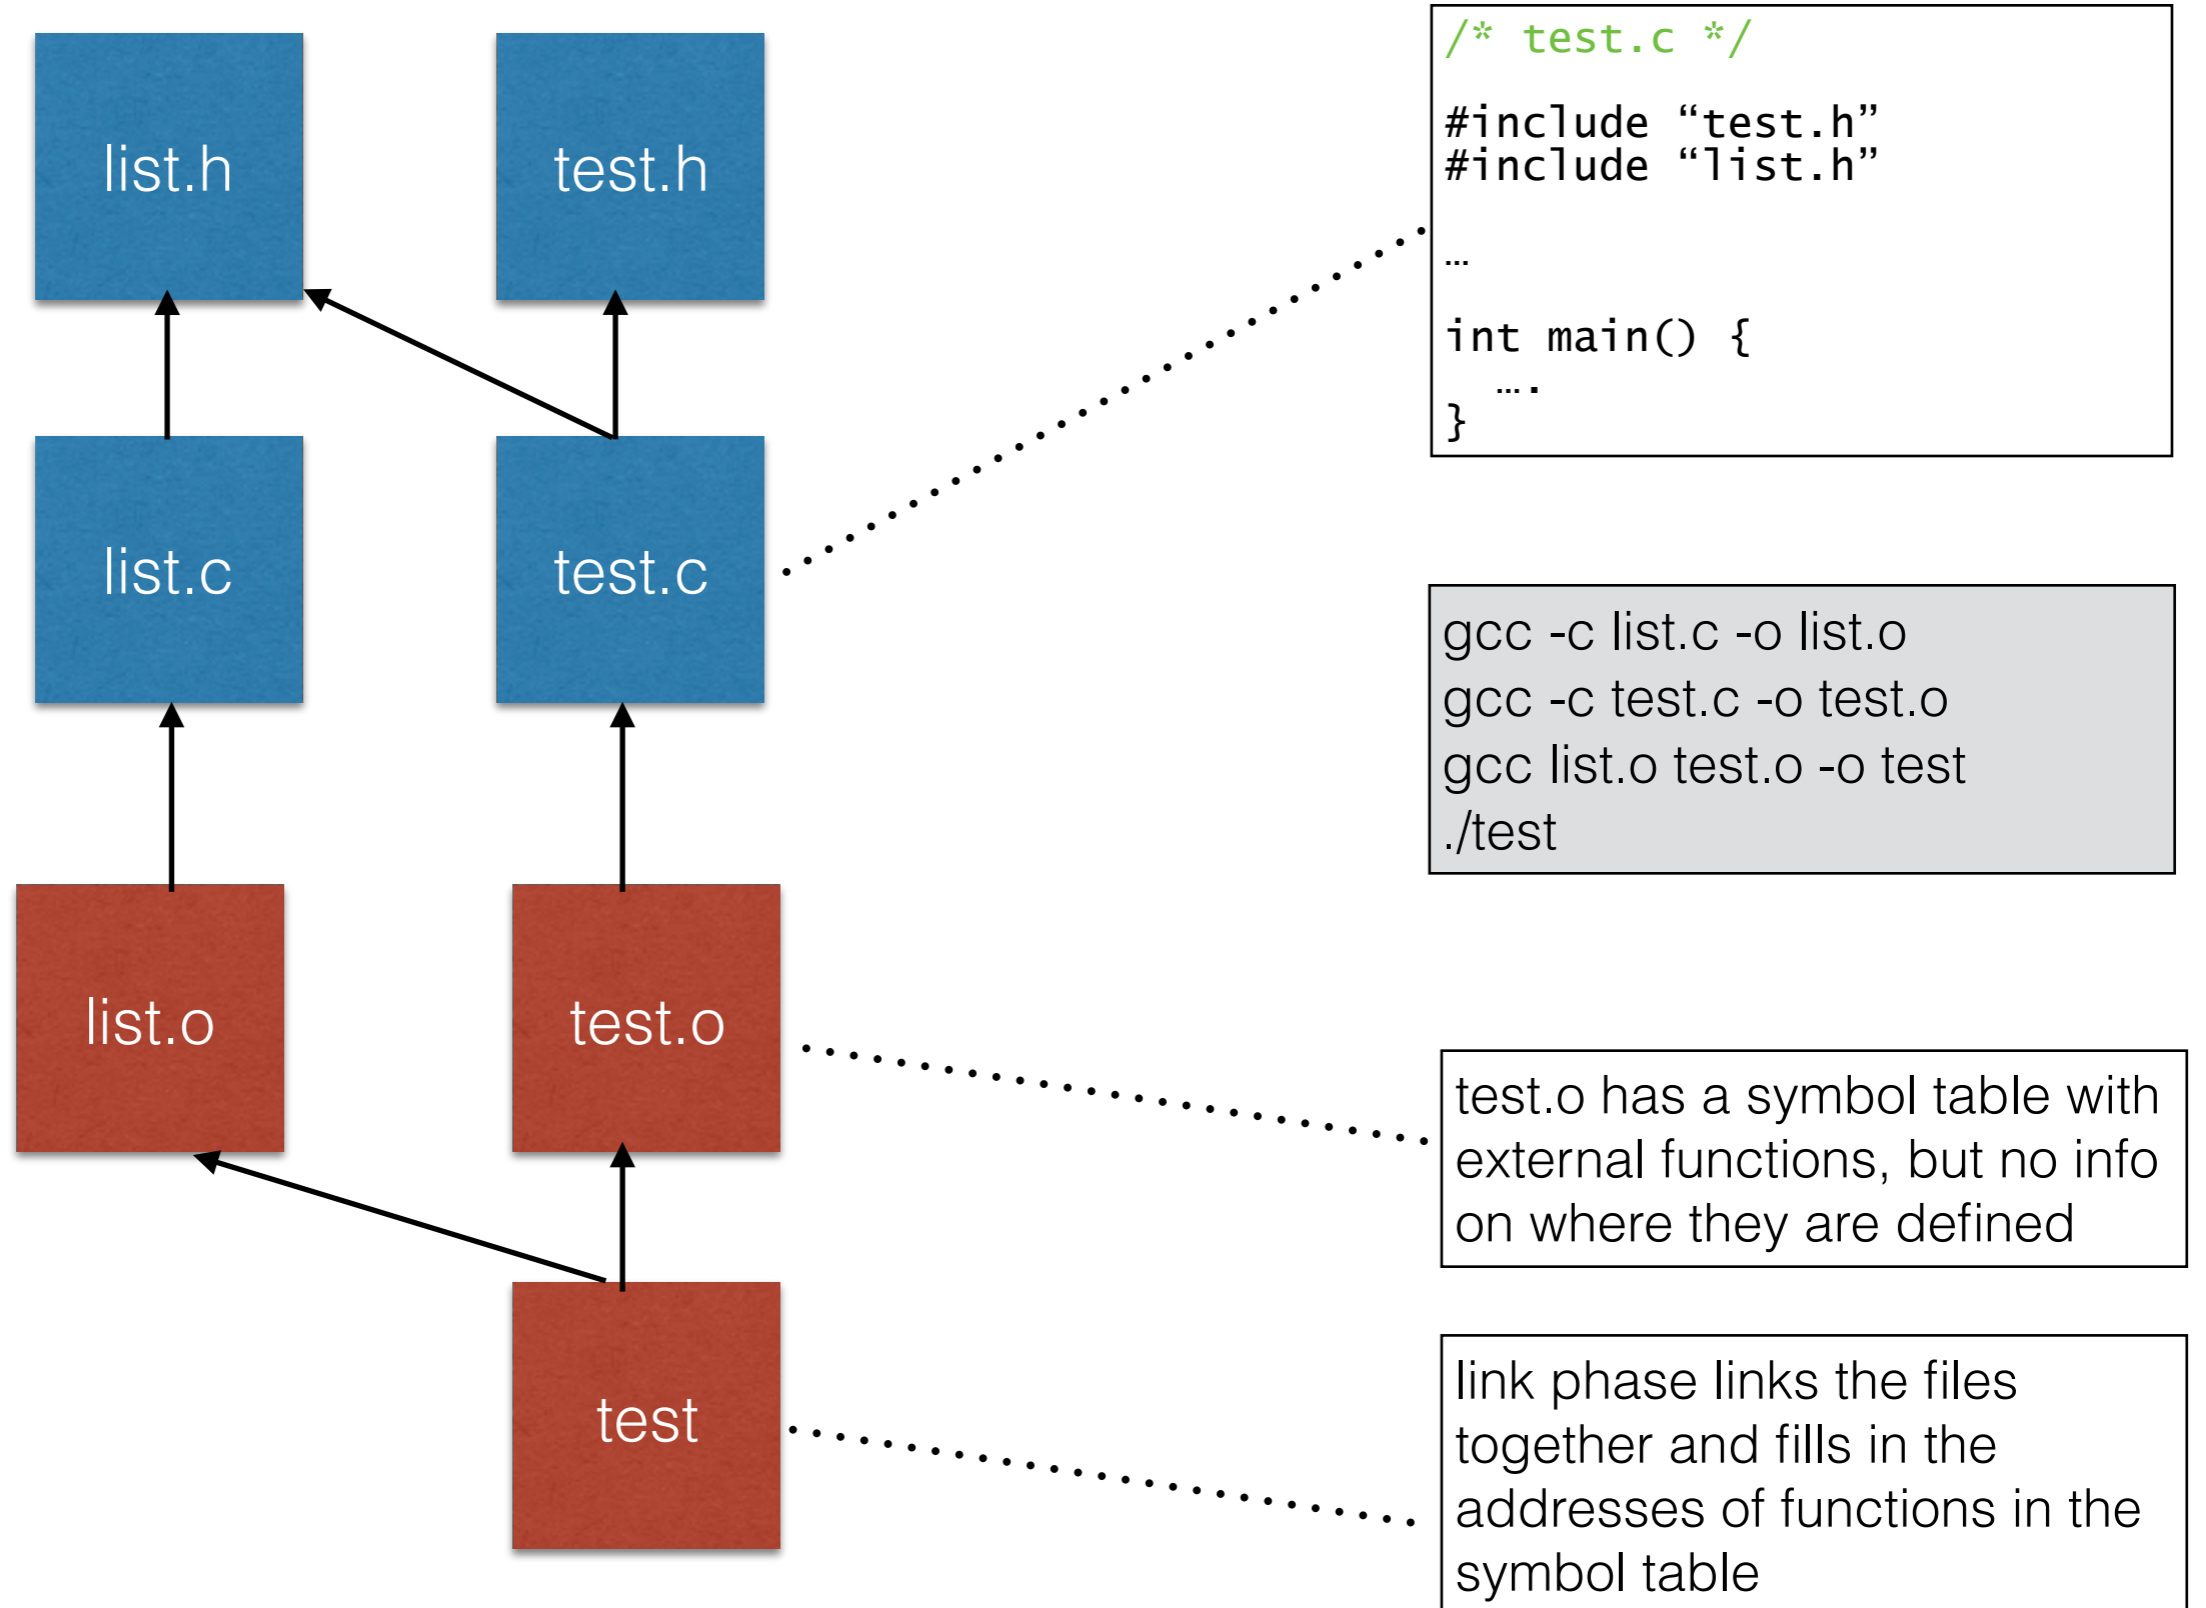 list.h
test.h
/* test.c */
#include “test.h”
#include “list.h”
…
int main() {
….
}
list.c
test.c
gcc -c list.c -o list.o
gcc -c test.c -o test.o
gcc list.o test.o -o test
./test
list.o
test.o
test.o has a symbol table with
external functions, but no info
on where they are defined
test
link phase links the files
together and fills in the
addresses of functions in the
symbol table